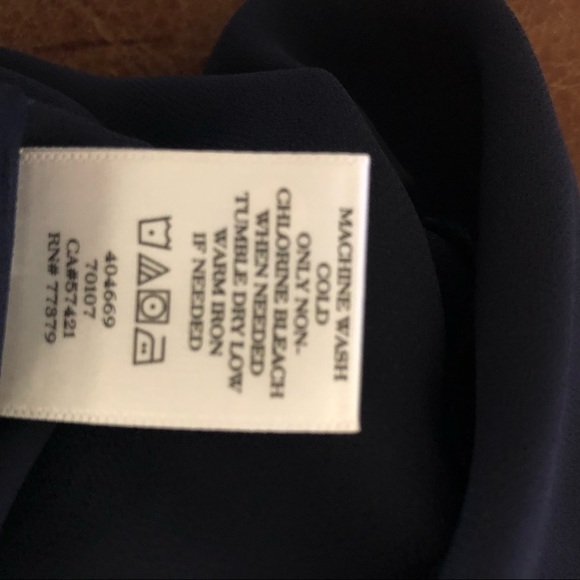 MACHINE WASH
COLD
ONLY NON-
CHLORINE BLEACH
WHEN NEEDED
TUMBLE DRY LOW
WARM IRON
IF NEEDED
404669
70107
CA#57421
RN# 77879